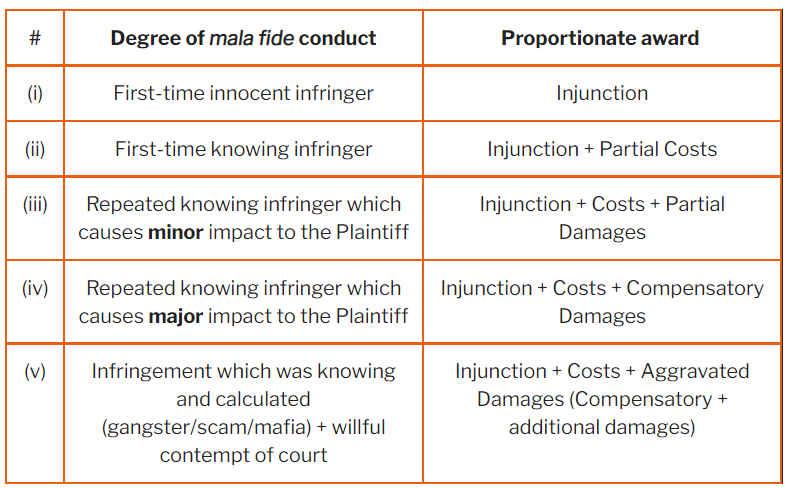 # Degree of mala fide conduct Proportionate award
(i) First-time innocent infringer Injunction
(ii) First-time knowing infringer Injunction + Partial Costs
(iii) Repeated knowing infringer which Injunction + Costs + Partial
causes minor impact to the Plaintiff Damages
(iv) Repeated knowing infringer which Injunction + Costs + Compensatory
causes major impact to the Plaintiff Damages
(v) Infringement which was knowing Injunction + Costs + Aggravated
and calculated Damages (Compensatory +
(gangster/scam/mafia) + willful additional damages)
contempt of court